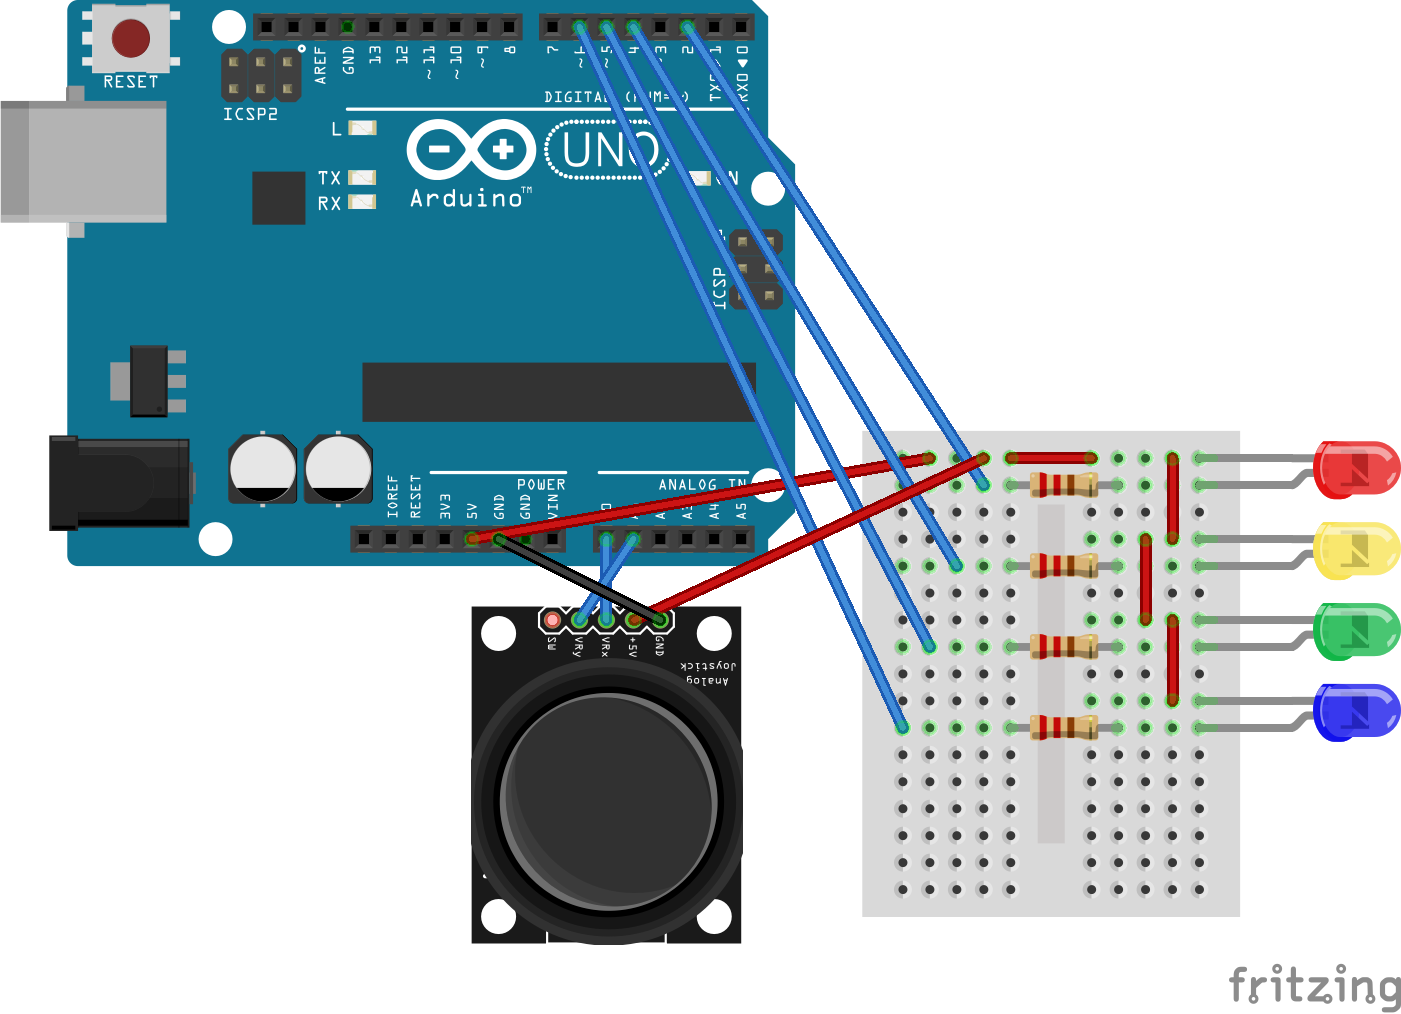 RESET
ICSP2
AREF
GND
13
12
~11
~10
~9
8
7
~5
4
2
DIGITAL
L
TX
RX
UNO
Arduino™
ICSP
IOREF
RESET
3V3
5V
GND
GND
VIN
POWER
ANALOG IN
A4
A5
SW
VRy
VRx
+5V
GND
Analog
Joystick
fritzing